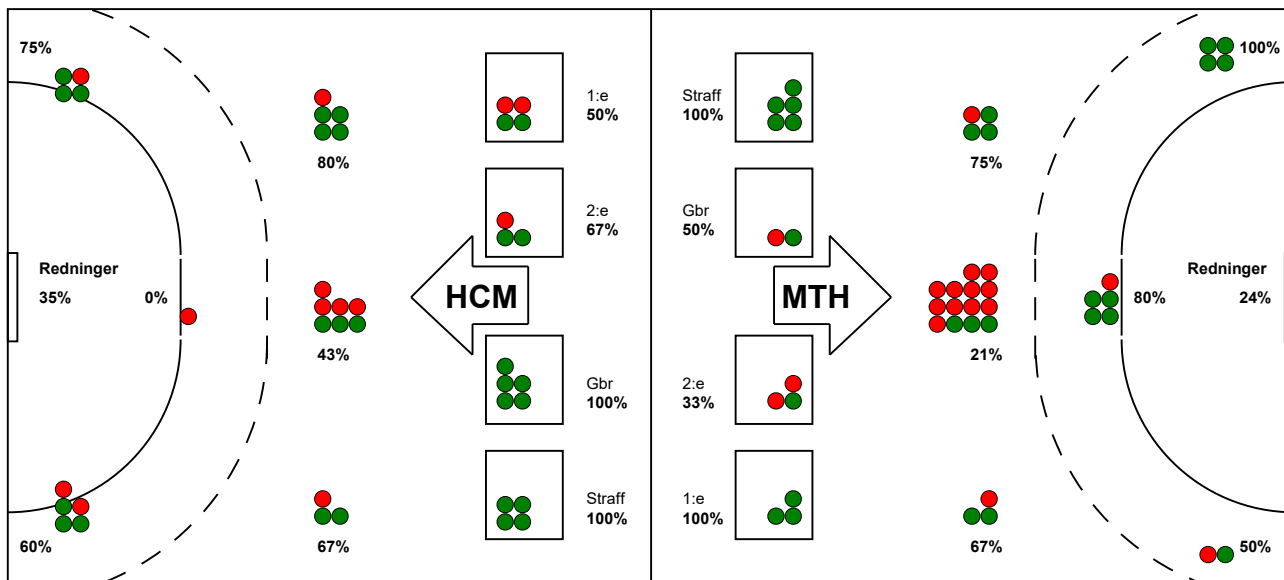 75%
80%
Redninger
35%
0%
43%
60%
67%
1:e
50%
2:e
67%
HCM
Gbr
100%
Straff
100%
Straff
100%
Gbr
50%
MTH
2:e
33%
1:e
100%
100%
75%
Redninger
80%
24%
21%
67%
50%